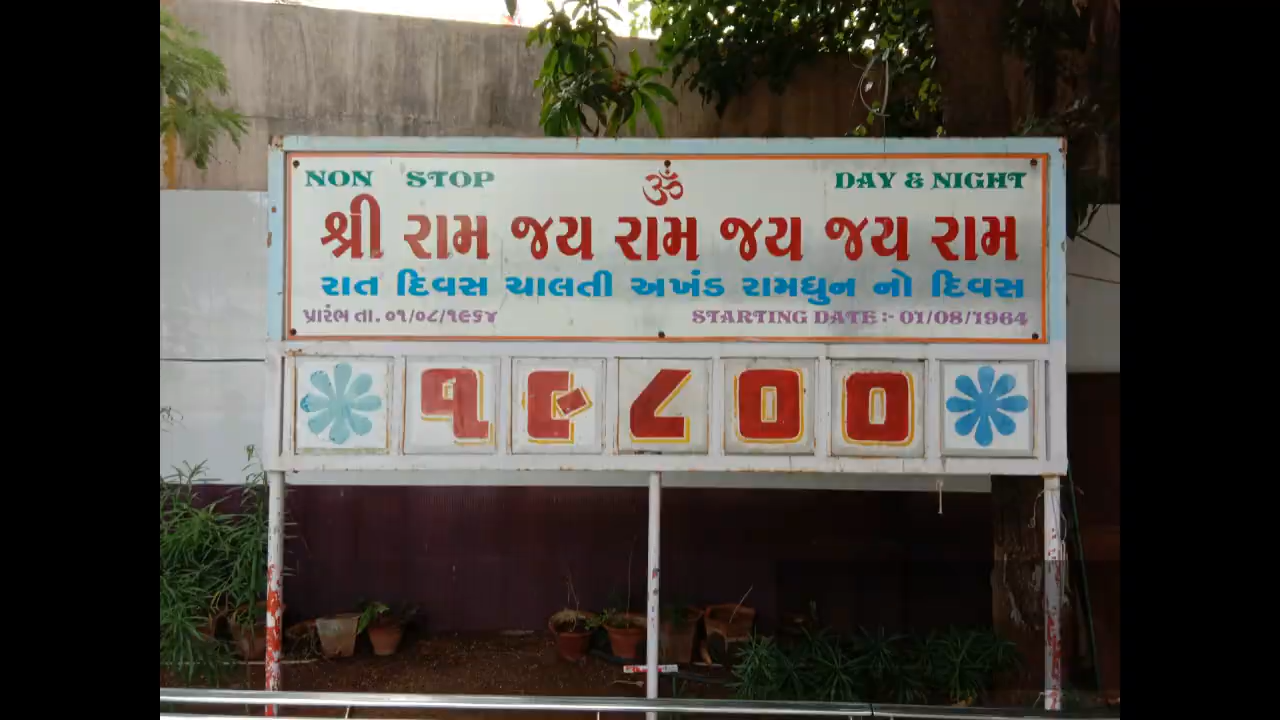 NON STOP ૐ DAY & NIGHT
શ્રી રામ જય રામ જય જય રામ
રાત દિવસ ચાલતી અખંડ રામધુન નો દિવસ
પ્રારંભ તા. ૦૧/૦૮/૧૯૬૪ STARTING DATE :- 01/08/1964
૧૯૮૦૦